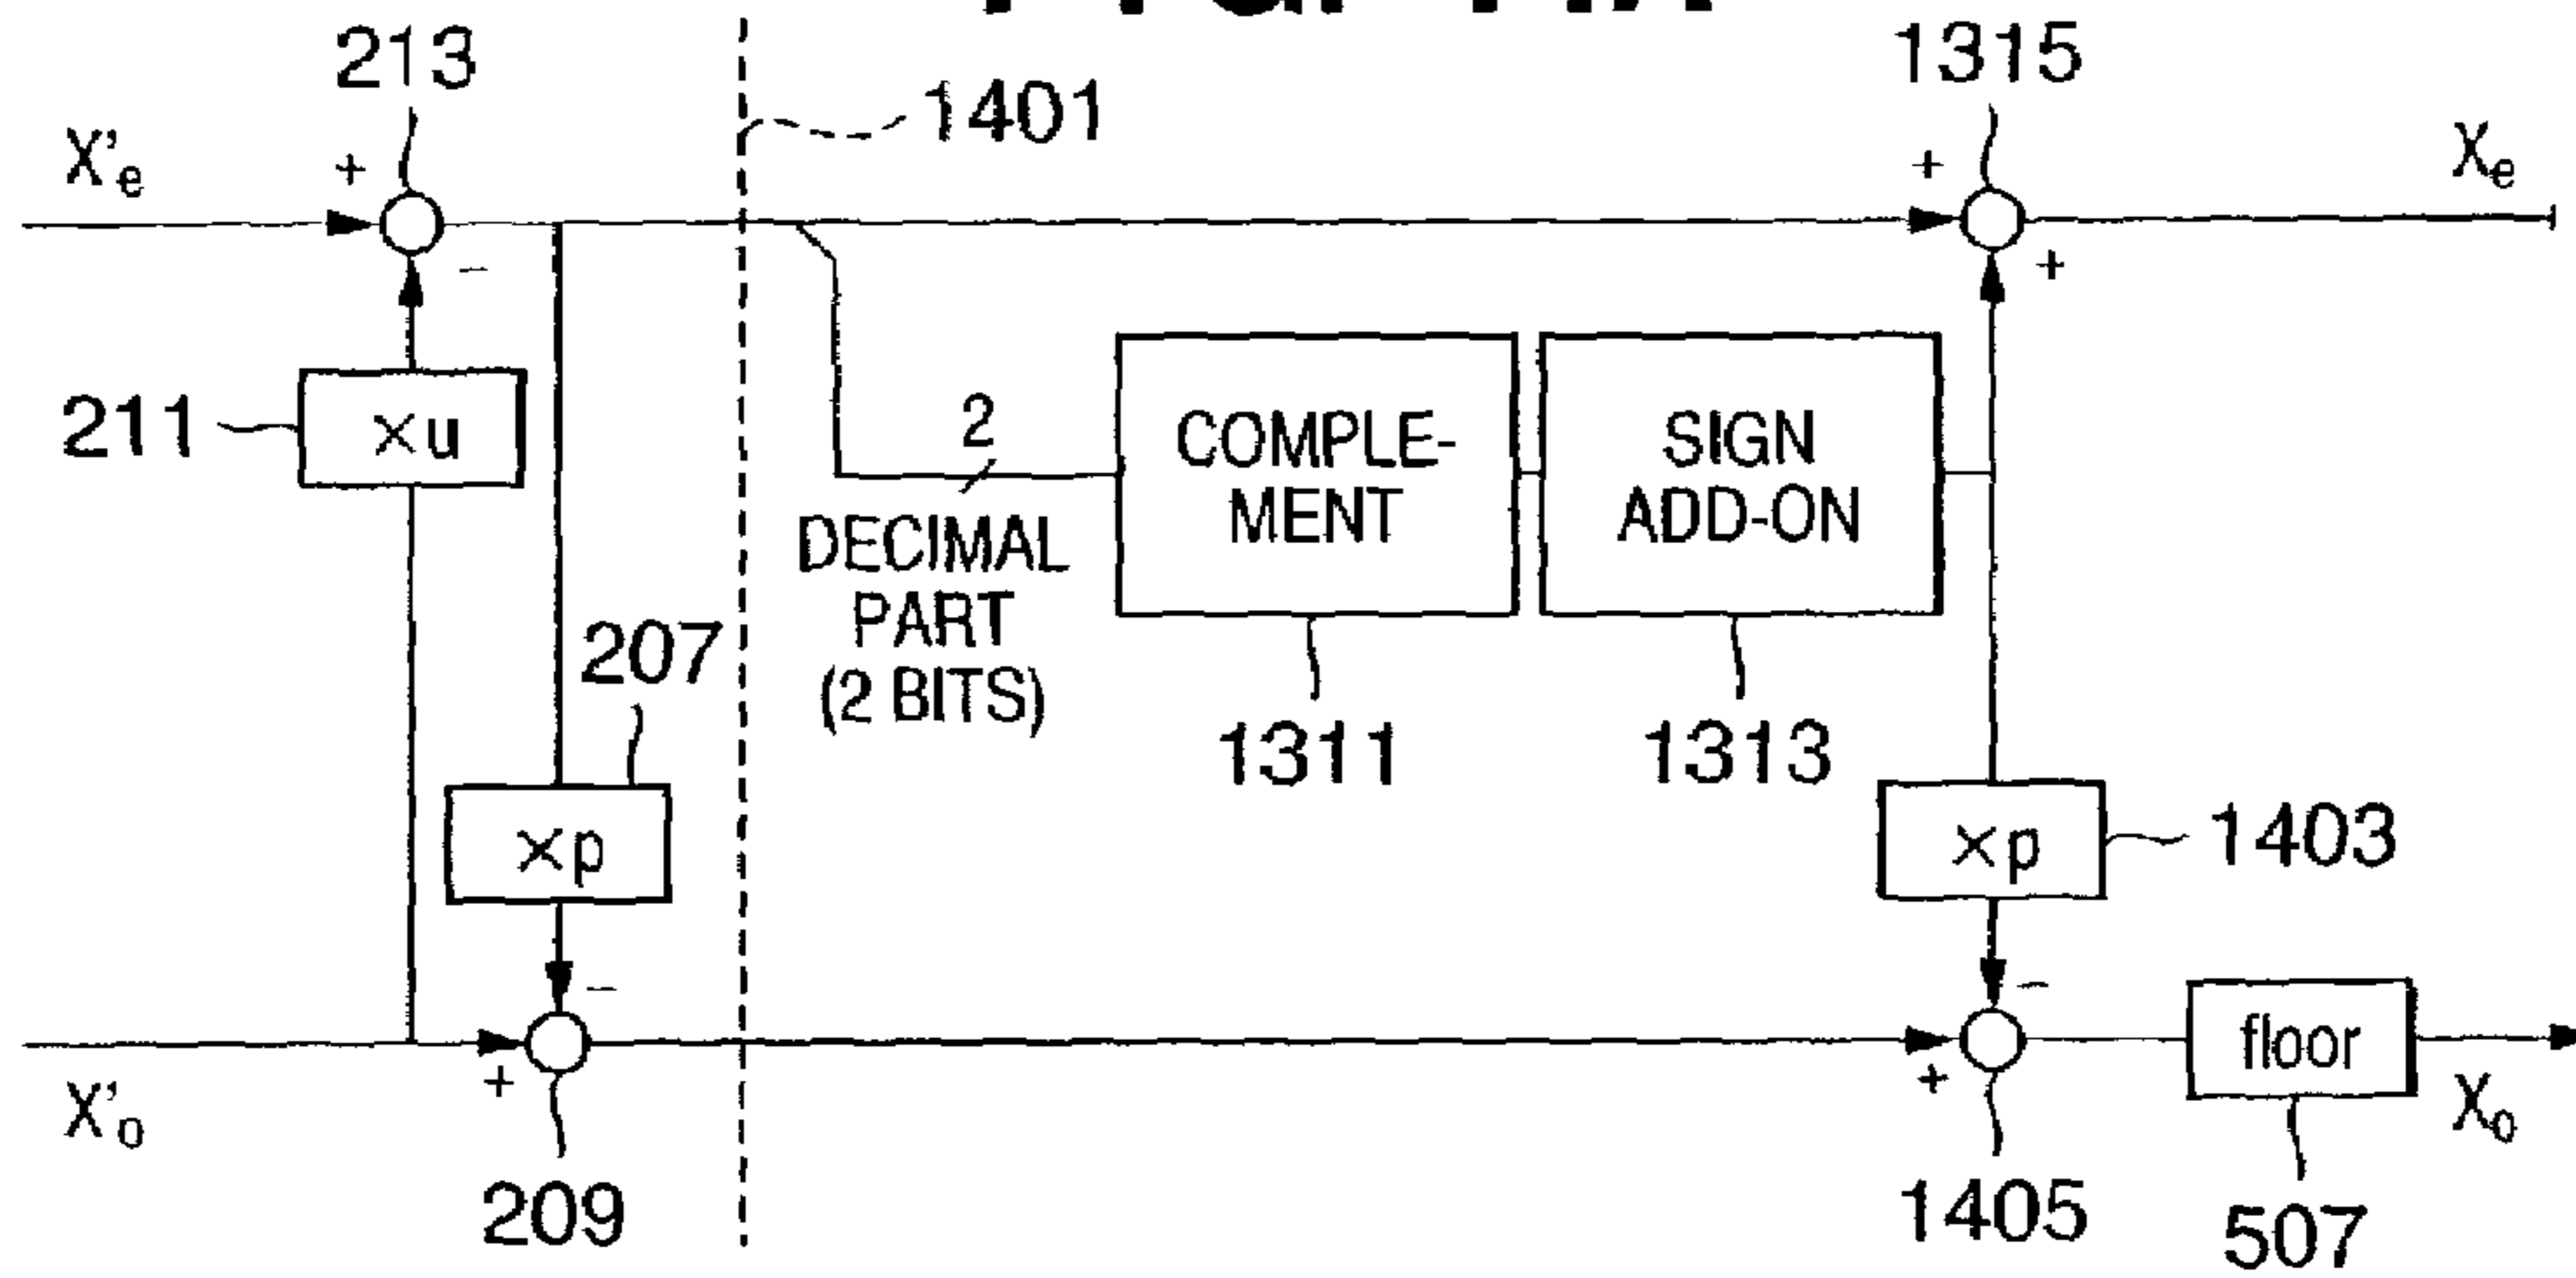 213
1315
1401
X'e
+
+
Xe
-
+
211
×u
2
COMPLE-
MENT
SIGN
ADD-ON
DECIMAL
PART
(2 BITS)
207
1311
1313
×p
×p
1403
-
-
floor
+
+
X'o
Xo
209
1405
507